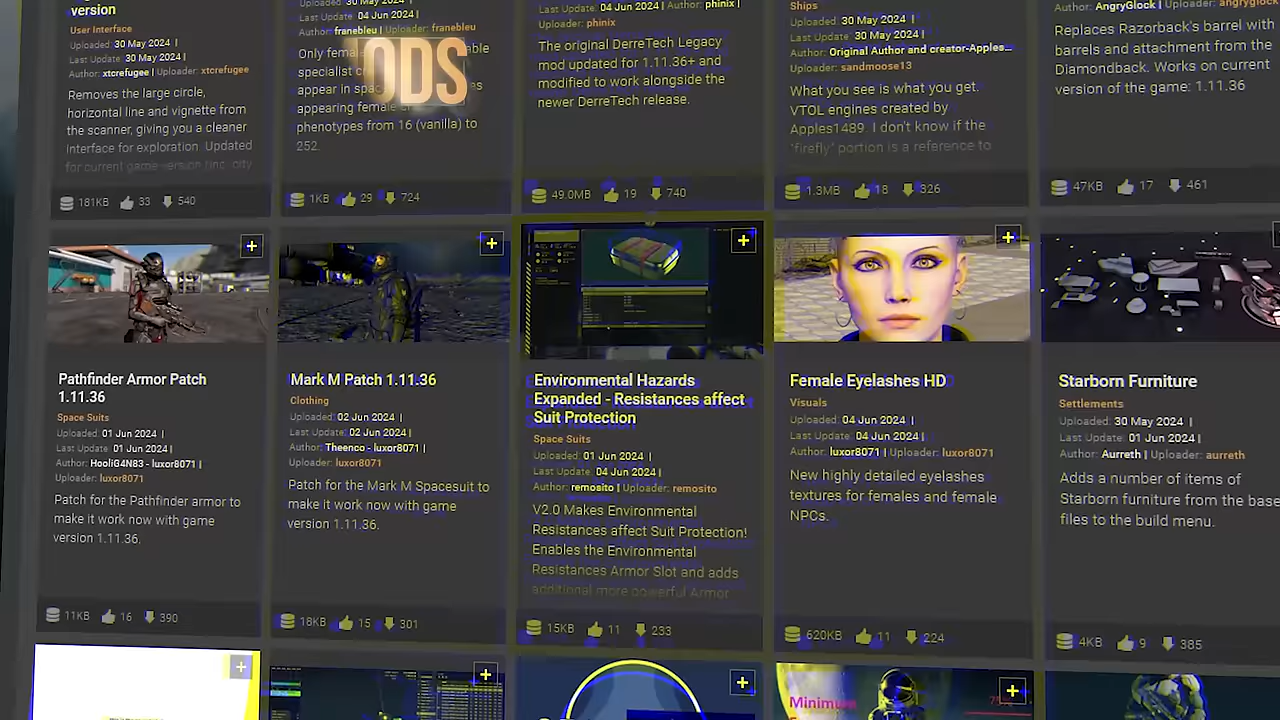 version
User Interface
Uploaded: 30 May 2024 |
Last Update: 30 May 2024 |
Author: xtcrefugee | Uploader: xtcrefugee
Removes the large circle,
horizontal line and vignette from
the scanner, giving you a cleaner
interface for exploration. Updated
for current game version (inc. city
181KB 33 540
Last Update: 04 Jun 2024 |
Author: franebleu | Uploader: franebleu
ODS
Only
specialist
appear in
appearing female
phenotypes from 16 (vanilla) to
252.
1KB 29 724
Last Update: 04 Jun 2024 | Author: phinix |
Uploader: phinix
The original DerreTech Legacy
mod updated for 1.11.36+ and
modified to work alongside the
newer DerreTech release.
49.0MB 19 740
Ships
Uploaded: 30 May 2024 |
Last Update: 30 May 2024 |
Author: Original Author and creator-Apples...
Uploader: sandmoose13
What you see is what you get.
VTOL engines created by
Apples1489. I don't know if the
"firefly" portion is a reference to
1.3MB 18 326
Author: AngryGlock | Uploader: angryglock
Replaces Razorback's barrel with
barrels and attachment from the
Diamondback. Works on current
version of the game: 1.11.36
47KB 17 461
Pathfinder Armor Patch
1.11.36
Space Suits
Uploaded: 01 Jun 2024 |
Last Update: 01 Jun 2024 |
Author: HooliG4N83 - luxor8071 |
Uploader: luxor8071
Patch for the Pathfinder armor to
make it work now with game
version 1.11.36.
11KB 16 390
Mark M Patch 1.11.36
Clothing
Uploaded: 02 Jun 2024 |
Last Update: 02 Jun 2024 |
Author: Theenco - luxor8071 |
Uploader: luxor8071
Patch for the Mark M Spacesuit to
make it work now with game
version 1.11.36.
18KB 15 301
Environmental Hazards
Expanded - Resistances affect
Suit Protection
Space Suits
Uploaded: 01 Jun 2024 |
Last Update: 04 Jun 2024 |
Author: remosito | Uploader: remosito
V2.0 Makes Environmental
Resistances affect Suit Protection!
Enables the Environmental
Resistances Armor Slot and adds
additional more powerful Armor
15KB 11 233
Female Eyelashes HD
Visuals
Uploaded: 04 Jun 2024 |
Last Update: 04 Jun 2024 |
Author: luxor8071 | Uploader: luxor8071
New highly detailed eyelashes
textures for females and female
NPCs.
620KB 11 224
Starborn Furniture
Settlements
Uploaded: 30 May 2024 |
Last Update: 01 Jun 2024 |
Author: Aurreth | Uploader: aurreth
Adds a number of items of
Starborn furniture from the base
files to the build menu.
4KB 9 385